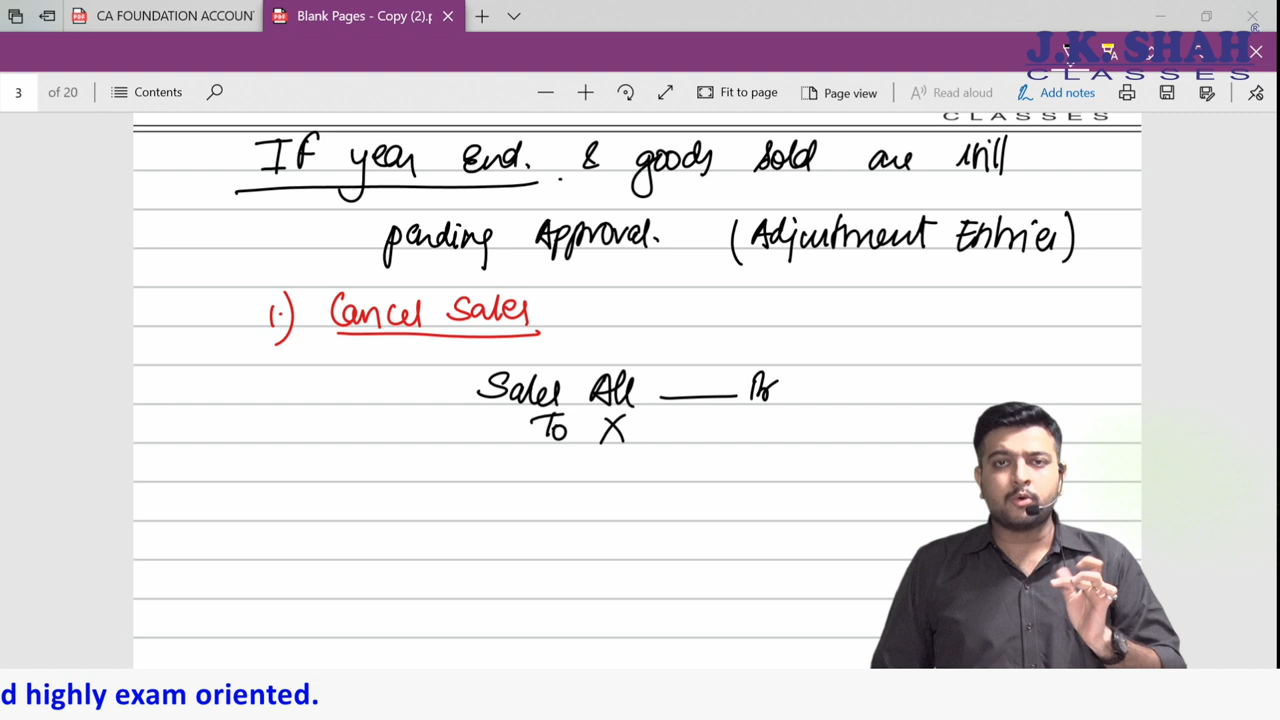 CA FOUNDATION ACCOUN
Blank Pages - Copy (2).p
J.K. SHAH®
CLASSES
3 of 20
Contents
Fit to page
Page view
Read aloud
Add notes
CLASSES
If year End. & goods sold are still
pending Approval. (Adjustment Entries)
1.) Cancel Sales
Sales A/c —— Dr
To X
d highly exam oriented.